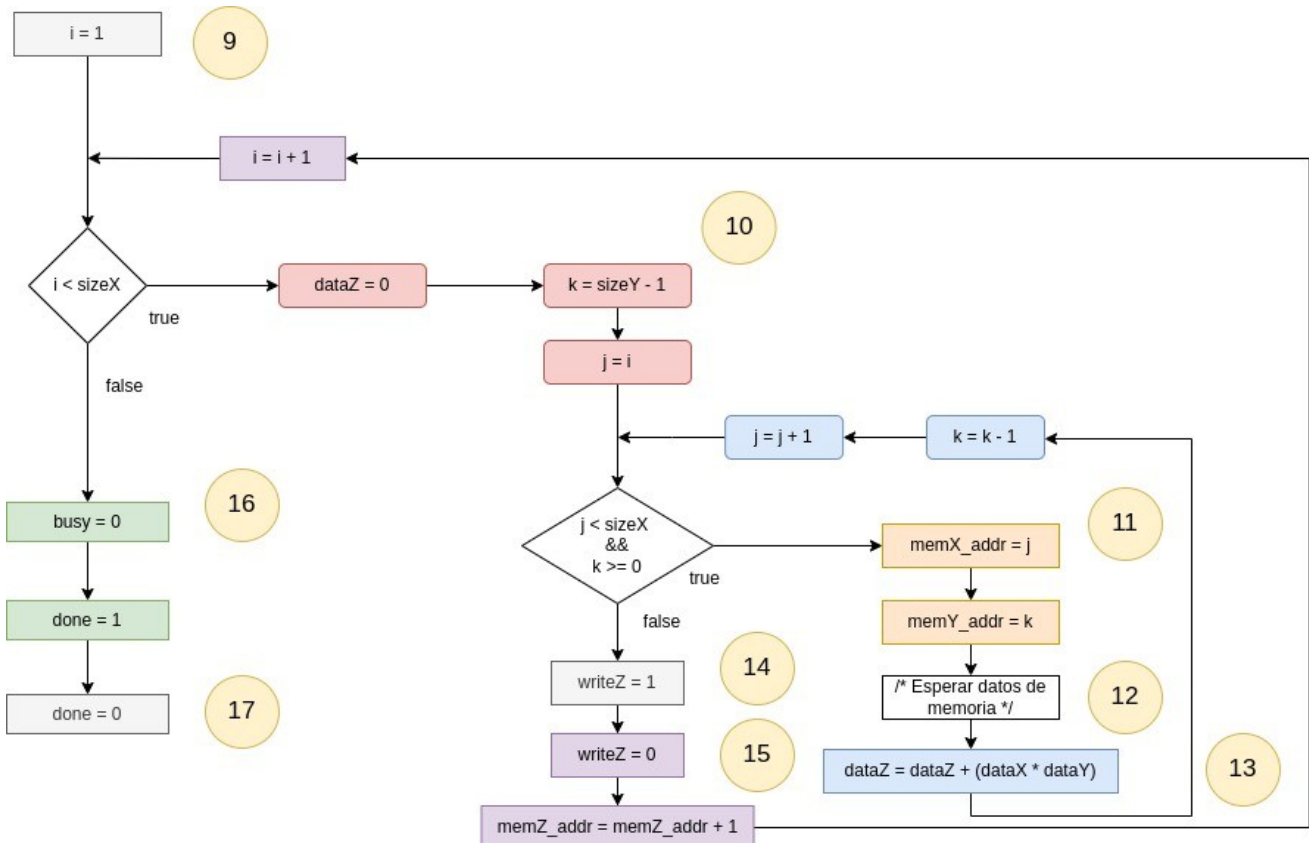 i = 1
9
i = i + 1
10
i < sizeX
true
dataZ = 0
k = sizeY - 1
j = i
false
j = j + 1
k = k - 1
16
busy = 0
j < sizeX
&&
k >= 0
true
11
memX_addr = j
done = 1
false
memY_addr = k
14
writeZ = 1
/* Esperar datos de
memoria */
12
done = 0
17
writeZ = 0
15
dataZ = dataZ + (dataX * dataY)
13
memZ_addr = memZ_addr + 1